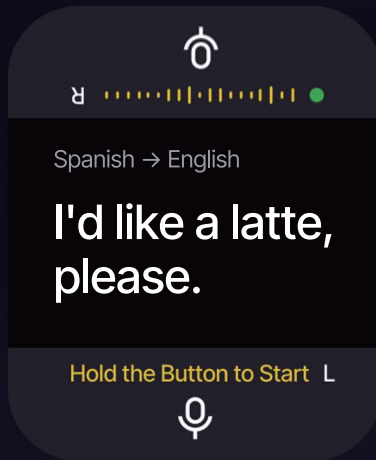 R
Spanish → English
I'd like a latte,
please.
Hold the Button to Start L